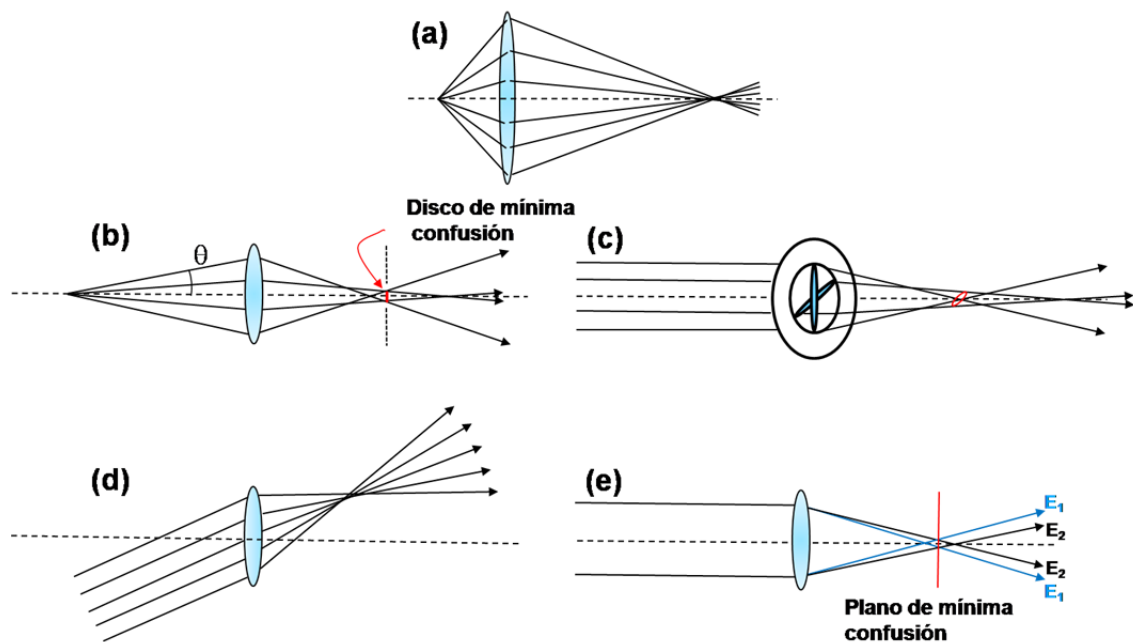 (a)
Disco de mínima
confusión
(b)
θ
(c)
(d)
(e)
E₁
E₂
E₂
E₁
Plano de mínima
confusión